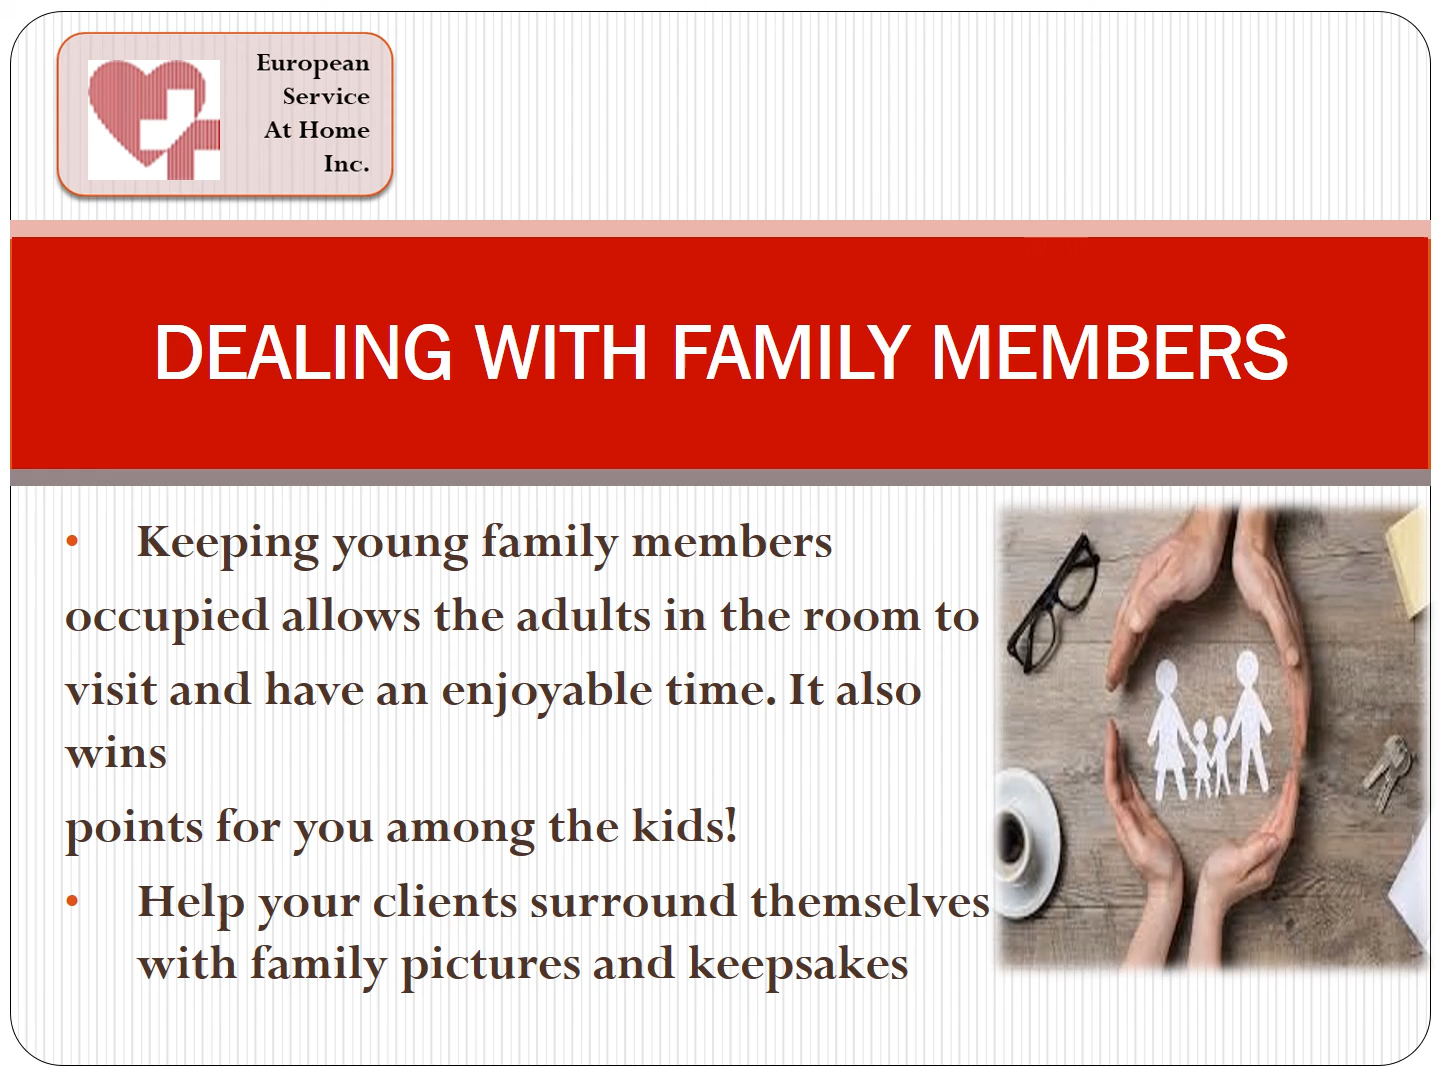 European
Service
At Home
Inc.
DEALING WITH FAMILY MEMBERS
• Keeping young family members
occupied allows the adults in the room to
visit and have an enjoyable time. It also
wins
points for you among the kids!
• Help your clients surround themselves
with family pictures and keepsakes